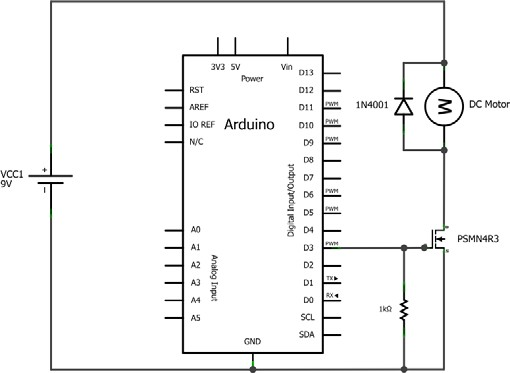 3V3 5V Vin
Power
D13
RST
D12
AREF
D11 PWM
1N4001
DC Motor
IO REF
Arduino
D10 PWM
N/C
D9 PWM
D8
D7
VCC1
9V
D6 PWM
Digital Input/Output
D5 PWM
A0
D4
PSMN4R3
A1
D3 PWM
A2
D2
Analog Input
A3
D1 TX
A4
D0 RX
1kΩ
A5
SCL
SDA
GND